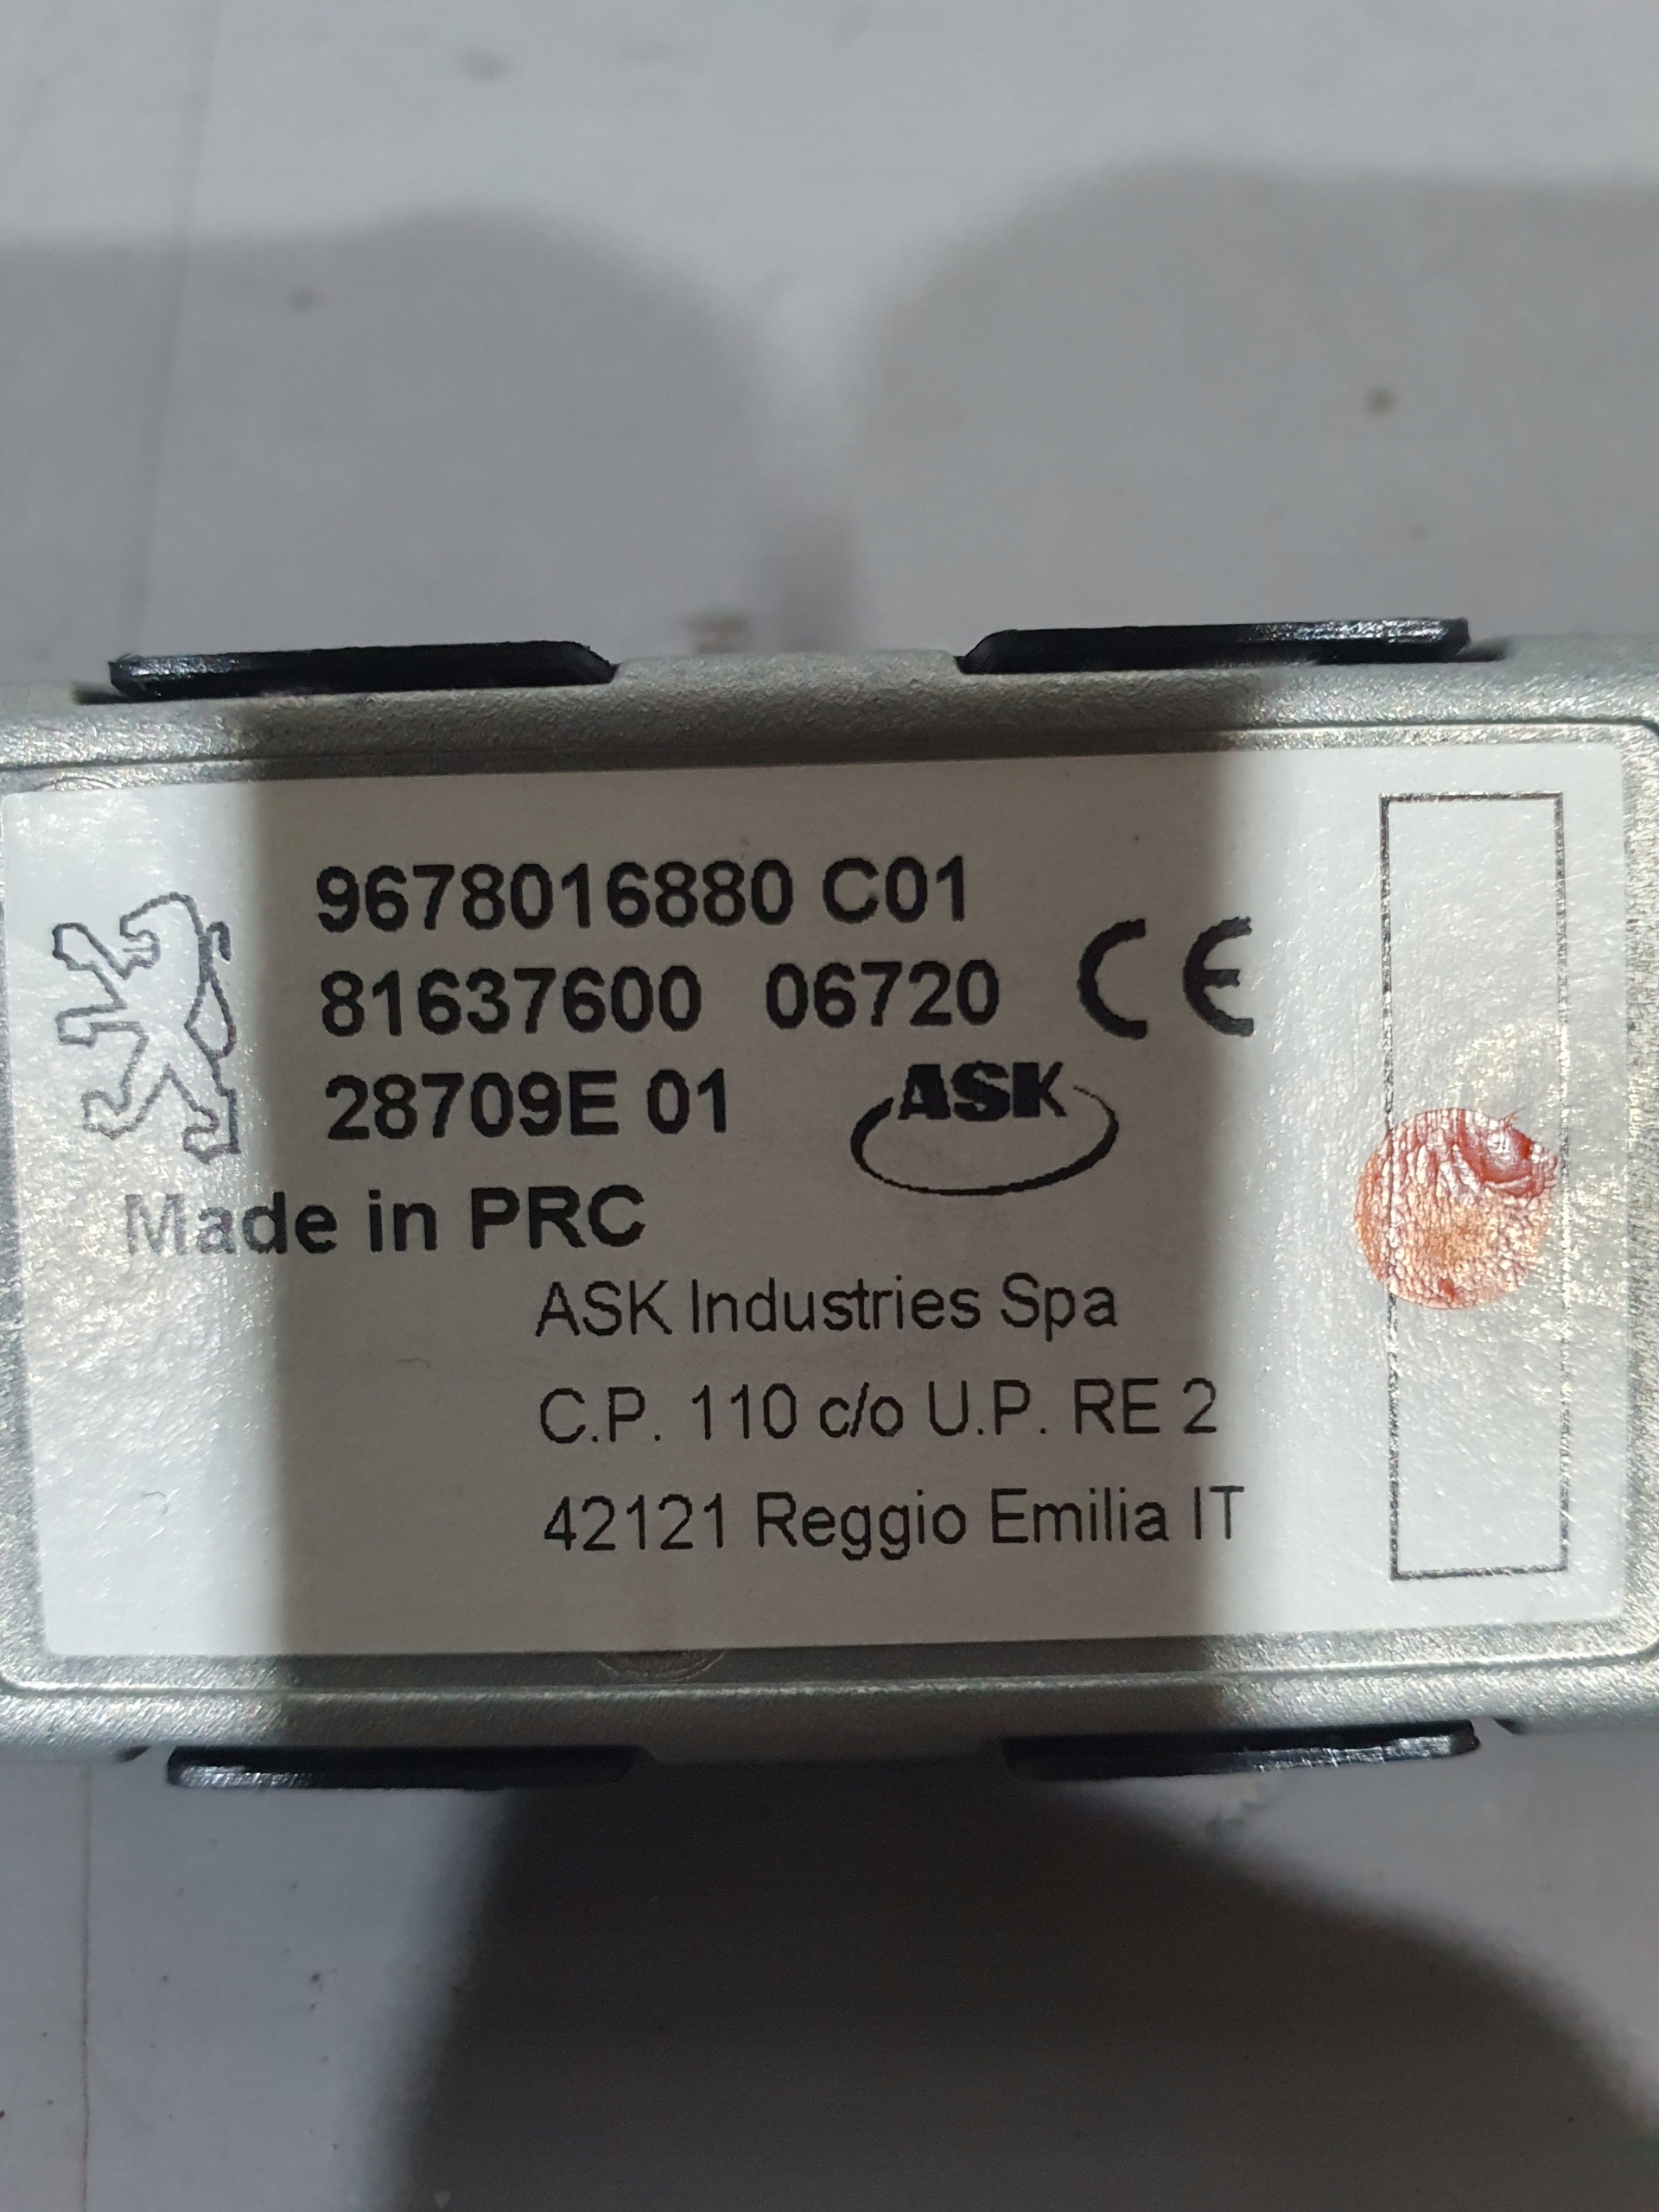 9678016880 C01
81637600 06720 CE
28709E 01 ASK
Made in PRC
ASK Industries Spa
C.P. 110 c/o U.P. RE 2
42121 Reggio Emilia IT